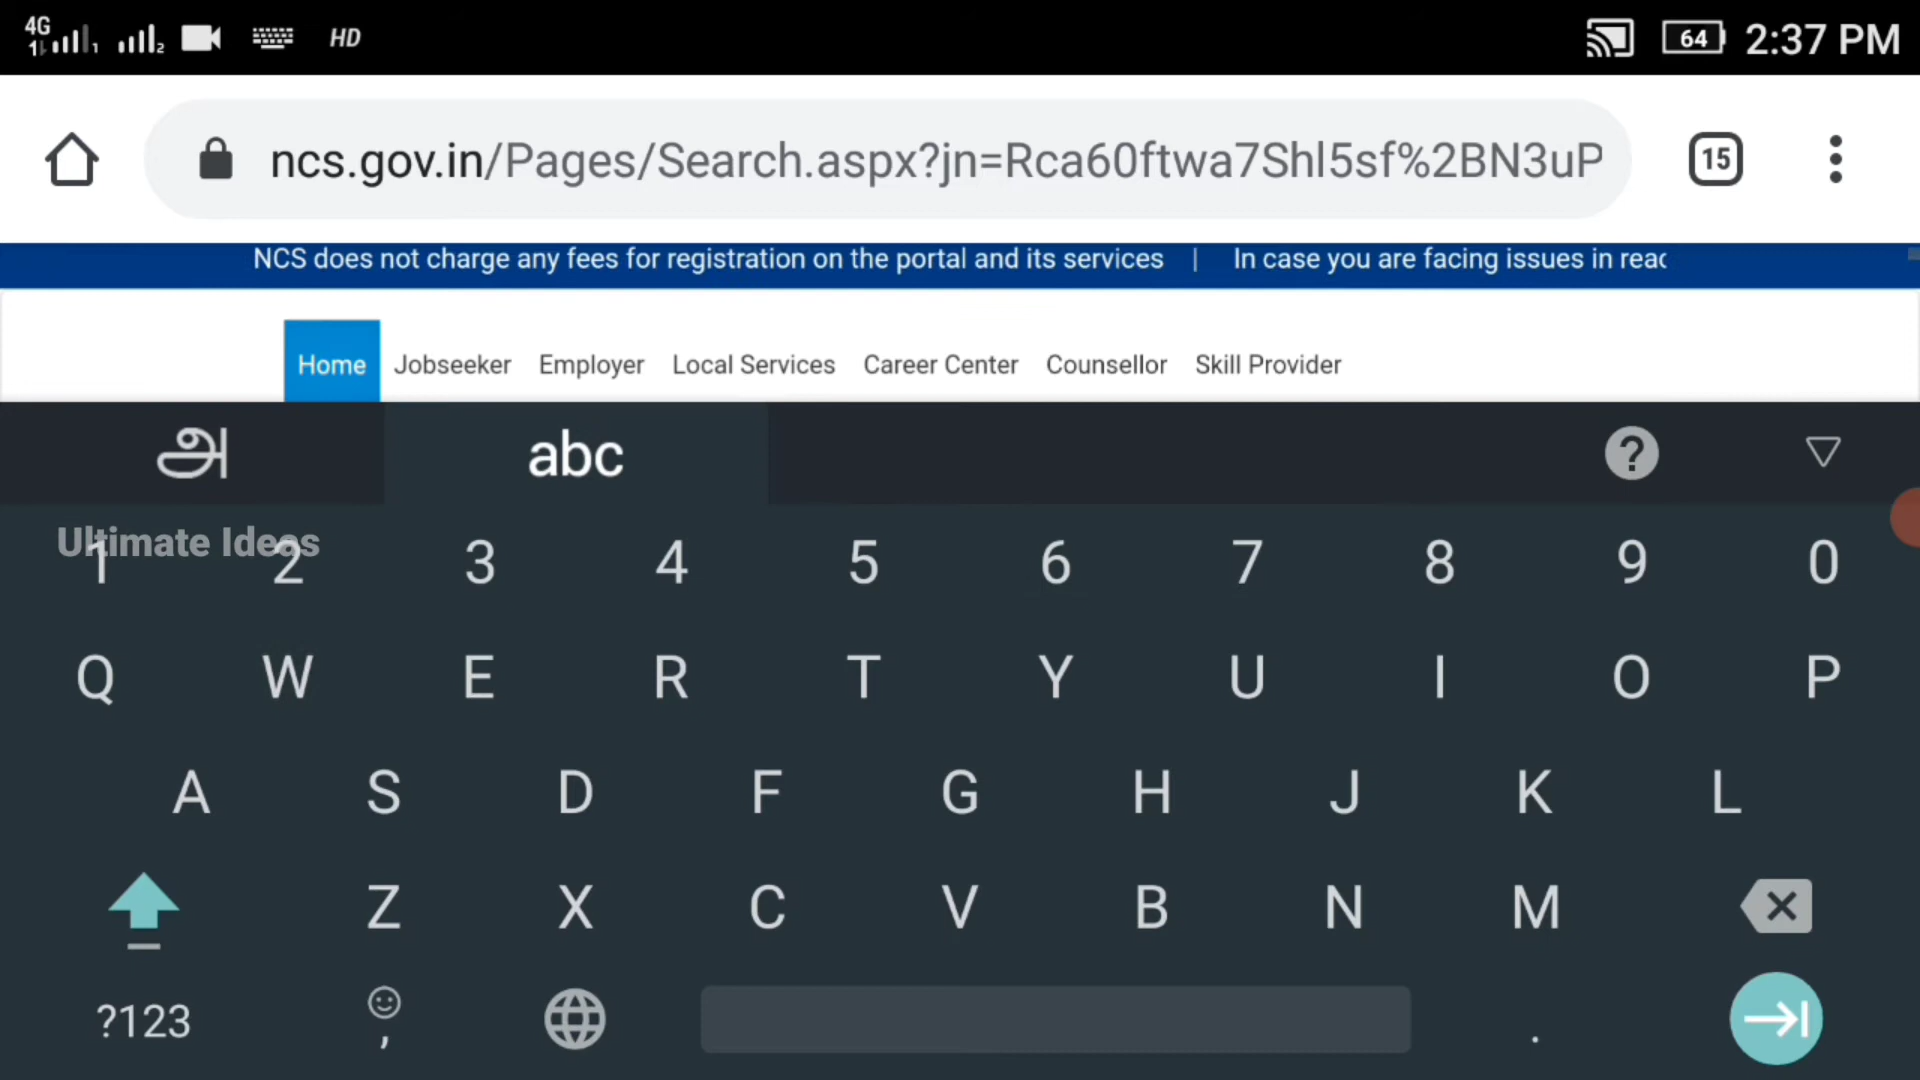 4G 1 2 HD 64 2:37 PM
ncs.gov.in/Pages/Search.aspx?jn=Rca60ftwa7Shl5sf%2BN3uP 15
NCS does not charge any fees for registration on the portal and its services | In case you are facing issues in reac
Home Jobseeker Employer Local Services Career Center Counsellor Skill Provider
அ abc ?
Ultimate Ideas
1 2 3 4 5 6 7 8 9 0
Q W E R T Y U I O P
A S D F G H J K L
Z X C V B N M
?123 , .